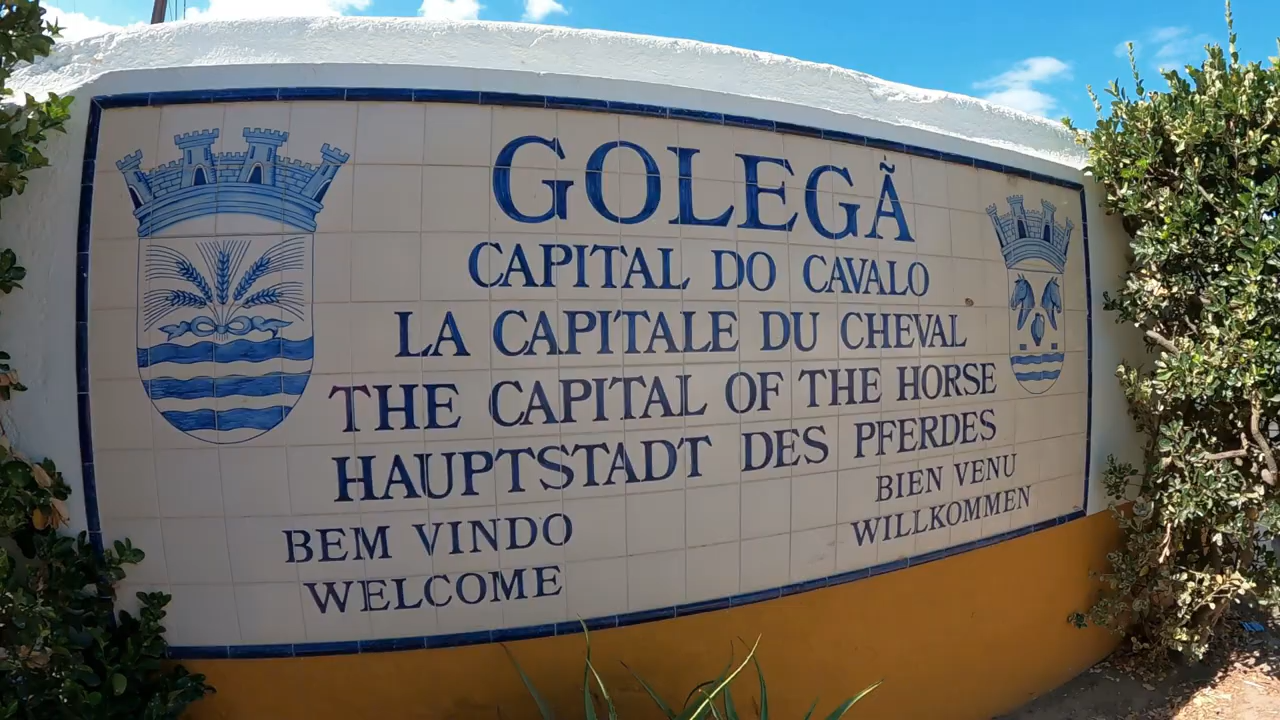 GOLEGÃ
CAPITAL DO CAVALO
LA CAPITALE DU CHEVAL
THE CAPITAL OF THE HORSE
HAUPTSTADT DES PFERDES
BEM VINDO
WELCOME
BIEN VENU
WILLKOMMEN